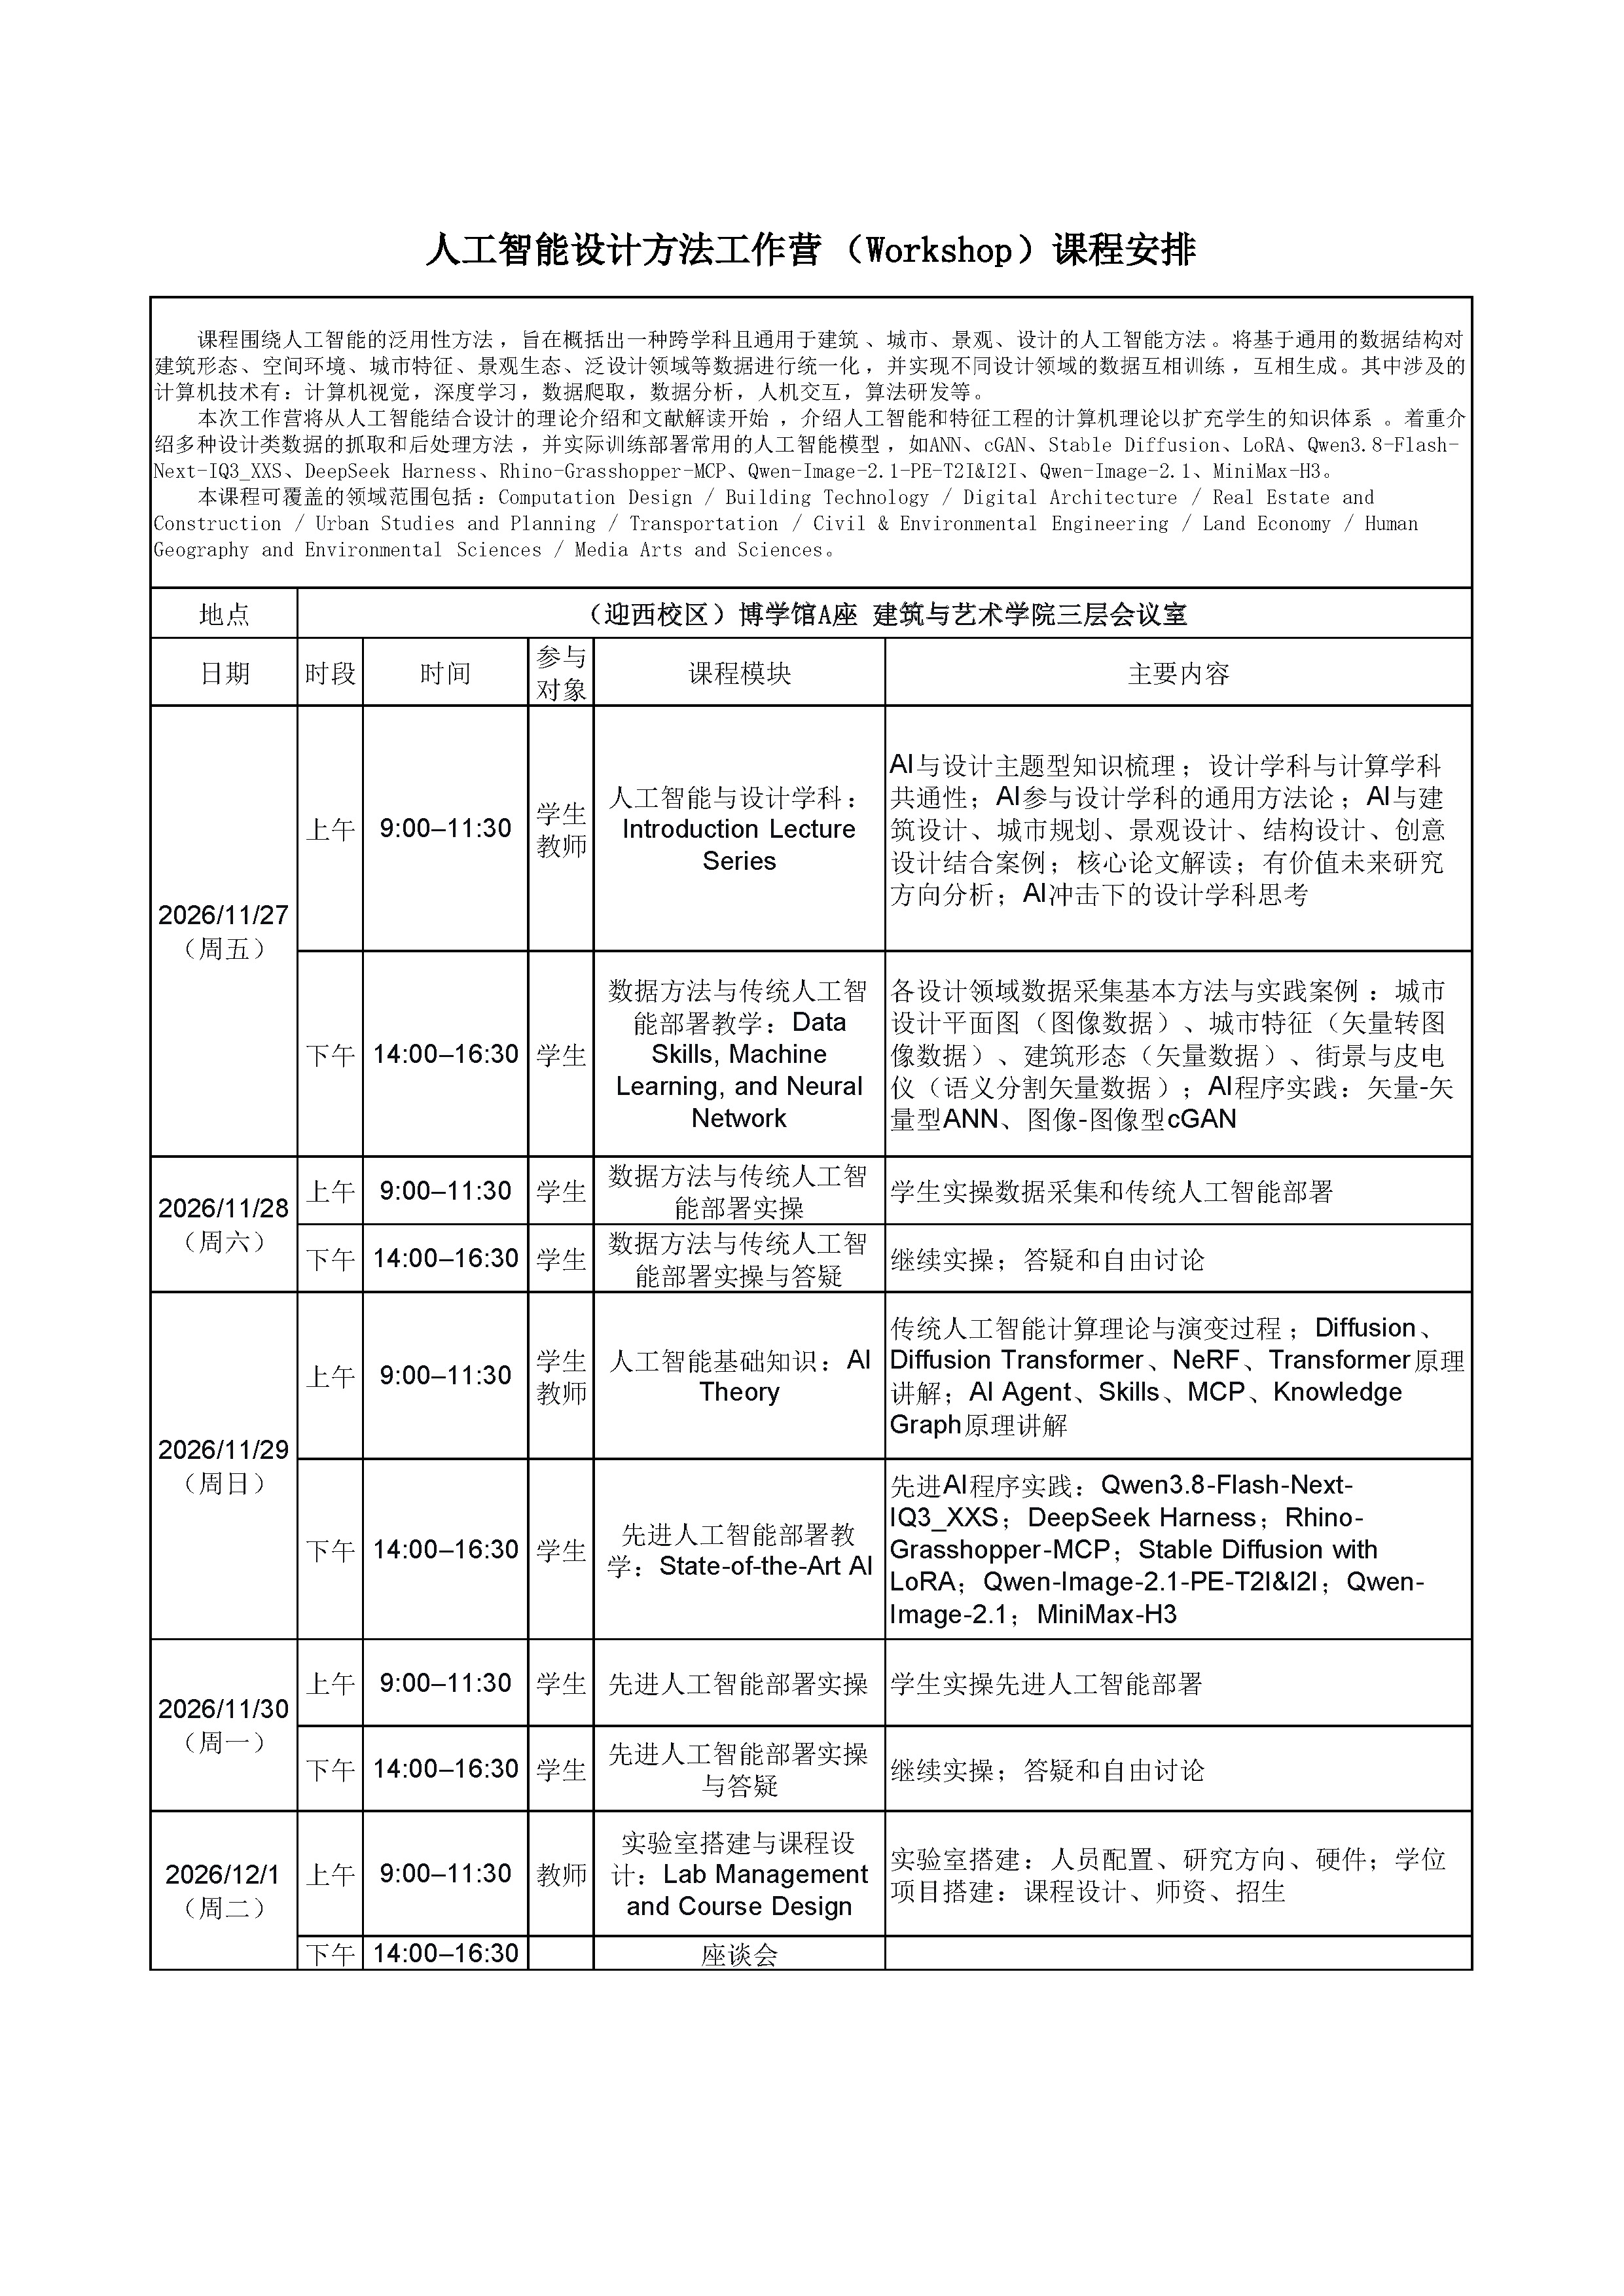 人工智能设计方法工作营（Workshop）课程安排
课程围绕人工智能的泛用性方法，旨在概括出一种跨学科且通用于建筑、城市、景观、设计的人工智能方法。将基于通用的数据结构对
建筑形态、空间环境、城市特征、景观生态、泛设计领域等数据进行统一化，并实现不同设计领域的数据互相训练，互相生成。其中涉及的
计算机技术有：计算机视觉，深度学习，数据爬取，数据分析，人机交互，算法研发等。
本次工作营将从人工智能结合设计的理论介绍和文献解读开始，介绍人工智能和特征工程的计算机理论以扩充学生的知识体系。着重介
绍多种设计类数据的抓取和后处理方法，并实际训练部署常用的人工智能模型，如ANN、cGAN、Stable Diffusion、LoRA、Qwen3.8-Flash-
Next-IQ3_XXS、DeepSeek Harness、Rhino-Grasshopper-MCP、Qwen-Image-2.1-PE-T2I&I2I、Qwen-Image-2.1、MiniMax-H3。
本课程可覆盖的领域范围包括：Computation Design / Building Technology / Digital Architecture / Real Estate and
Construction / Urban Studies and Planning / Transportation / Civil & Environmental Engineering / Land Economy / Human
Geography and Environmental Sciences / Media Arts and Sciences。
地点
（迎西校区）博学馆A座 建筑与艺术学院三层会议室
日期
时段
时间
参与
对象
课程模块
主要内容
2026/11/27
（周五）
上午
9:00–11:30
学生
教师
人工智能与设计学科：
Introduction Lecture
Series
AI与设计主题型知识梳理；设计学科与计算学科
共通性；AI参与设计学科的通用方法论；AI与建
筑设计、城市规划、景观设计、结构设计、创意
设计结合案例；核心论文解读；有价值未来研究
方向分析；AI冲击下的设计学科思考
下午
14:00–16:30
学生
数据方法与传统人工智
能部署教学：Data
Skills, Machine
Learning, and Neural
Network
各设计领域数据采集基本方法与实践案例：城市
设计平面图（图像数据）、城市特征（矢量转图
像数据）、建筑形态（矢量数据）、街景与皮电
仪（语义分割矢量数据）；AI程序实践：矢量-矢
量型ANN、图像-图像型cGAN
2026/11/28
（周六）
上午
9:00–11:30
学生
数据方法与传统人工智
能部署实操
学生实操数据采集和传统人工智能部署
下午
14:00–16:30
学生
数据方法与传统人工智
能部署实操与答疑
继续实操；答疑和自由讨论
2026/11/29
（周日）
上午
9:00–11:30
学生
教师
人工智能基础知识：AI
Theory
传统人工智能计算理论与演变过程；Diffusion、
Diffusion Transformer、NeRF、Transformer原理
讲解；AI Agent、Skills、MCP、Knowledge
Graph原理讲解
下午
14:00–16:30
学生
先进人工智能部署教
学：State-of-the-Art AI
先进AI程序实践：Qwen3.8-Flash-Next-
IQ3_XXS；DeepSeek Harness；Rhino-
Grasshopper-MCP；Stable Diffusion with
LoRA；Qwen-Image-2.1-PE-T2I&I2I；Qwen-
Image-2.1；MiniMax-H3
2026/11/30
（周一）
上午
9:00–11:30
学生
先进人工智能部署实操
学生实操先进人工智能部署
下午
14:00–16:30
学生
先进人工智能部署实操
与答疑
继续实操；答疑和自由讨论
2026/12/1
（周二）
上午
9:00–11:30
教师
实验室搭建与课程设
计：Lab Management
and Course Design
实验室搭建：人员配置、研究方向、硬件；学位
项目搭建：课程设计、师资、招生
下午
14:00–16:30
座谈会